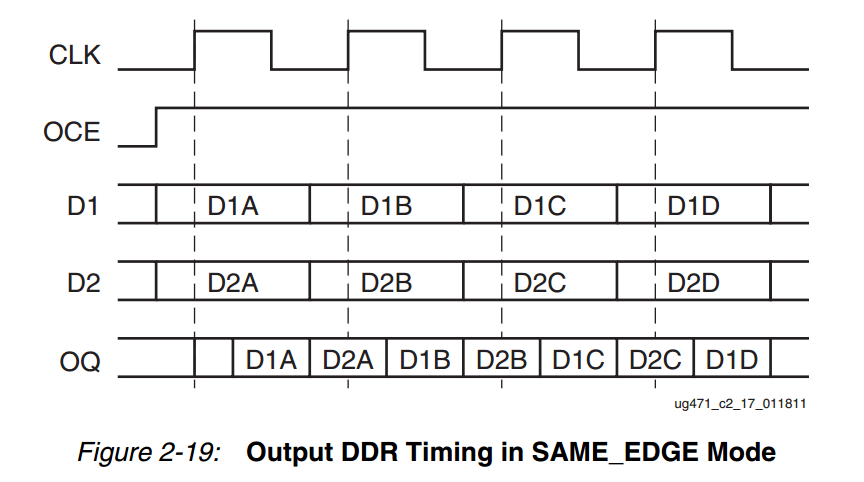 CLK
OCE
D1 D1A D1B D1C D1D
D2 D2A D2B D2C D2D
OQ D1A D2A D1B D2B D1C D2C D1D
ug471_c2_17_011811
Figure 2-19: Output DDR Timing in SAME_EDGE Mode